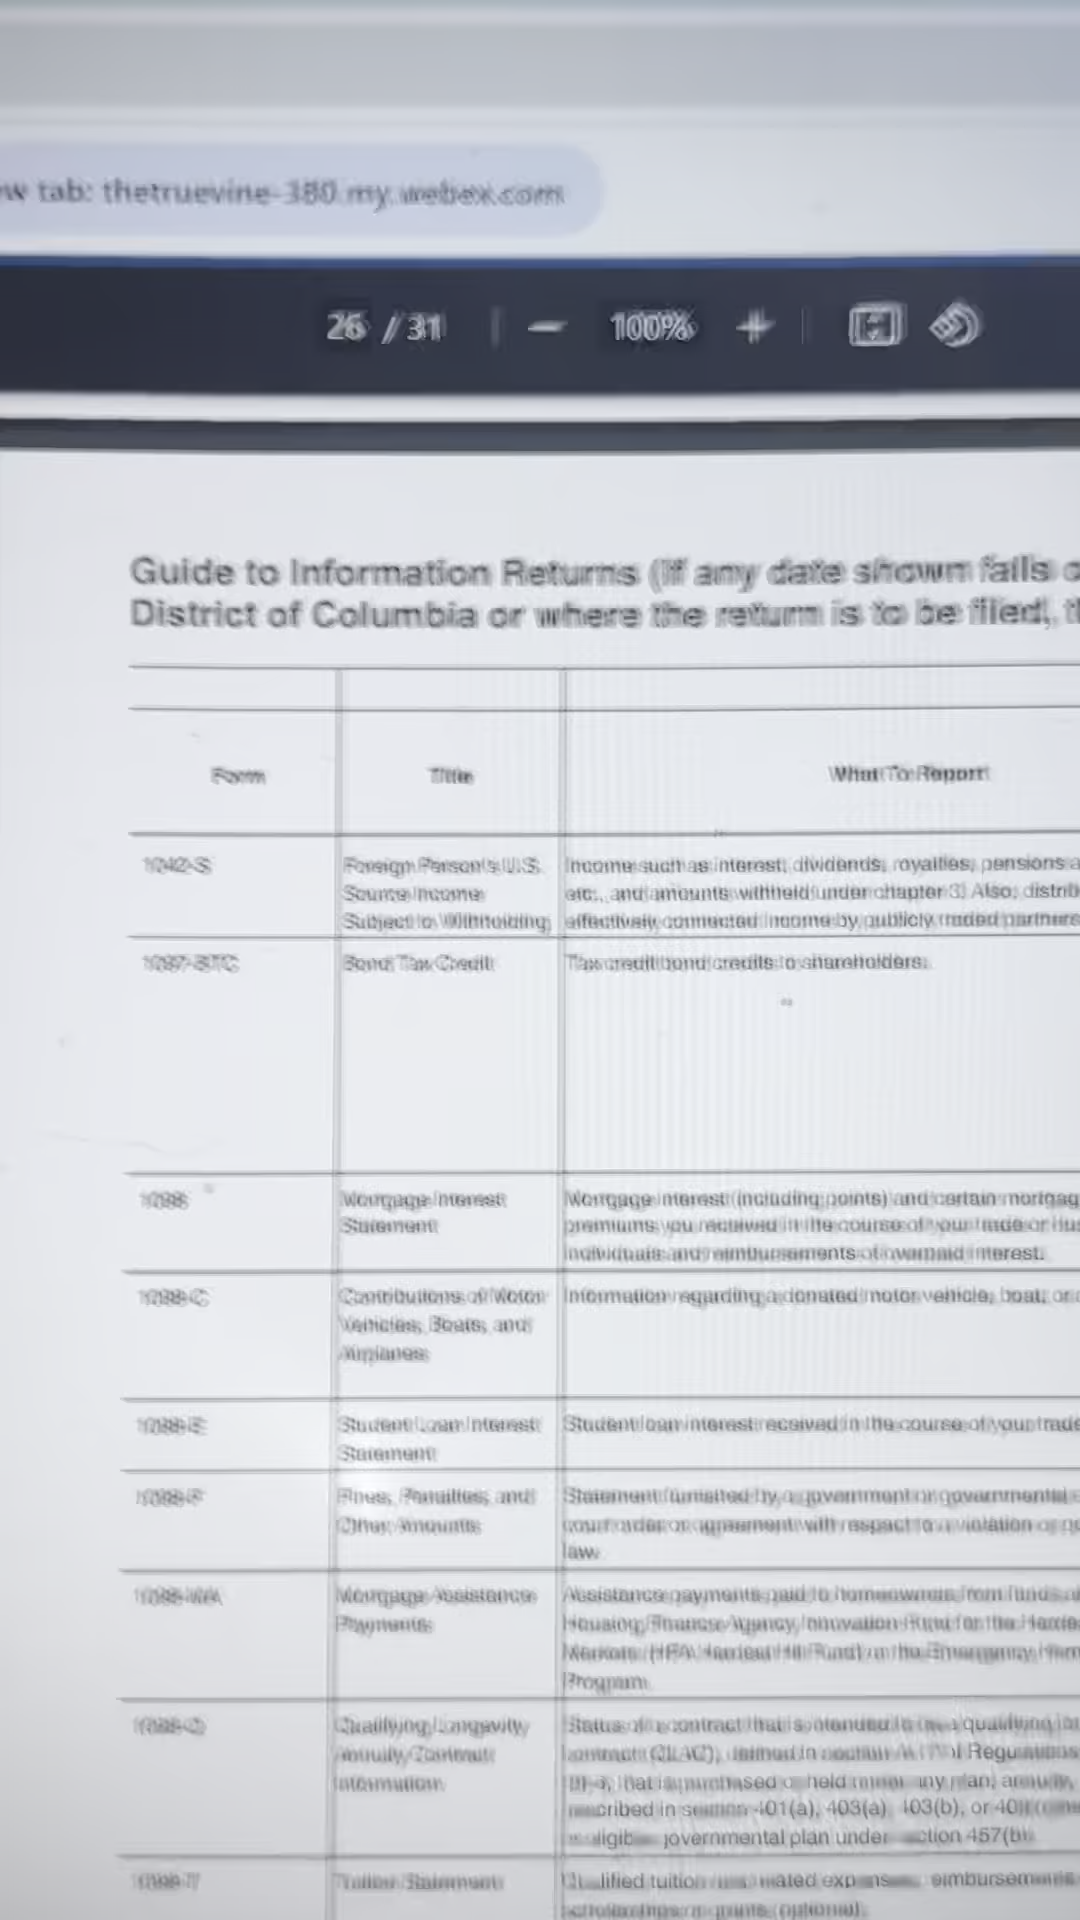 w tab: thetruevine-380.my.webex.com
26 / 31 100%
Guide to Information Returns (If any date shown falls
District of Columbia or where the return is to be filed,
Form Title What To Report
1042-S Foreign Person's U.S. Income such as interest, dividends, royalties, pensions
Source Income etc., and amounts withheld under chapter 3. Also, distrib
Subject to Withholding effectively connected income by publicly traded partners
1097-BTC Bond Tax Credit Tax credit bond credits to shareholders.
1098 Mortgage Interest Mortgage interest (including points) and certain mortgag
Statement premiums you received in the course of your trade or
individuals and reimbursements of overpaid interest.
1098-C Contributions of Motor Information regarding a donated motor vehicle, boat, or
Vehicles, Boats, and
Airplanes
1098-E Student Loan Interest Student loan interest received in the course of your trade
Statement
1098-F Fines, Penalties, and Statement furnished by a government or governmental
Other Amounts court order or agreement with respect to a violation or
law.
1098-MA Mortgage Assistance Assistance payments paid to homeowners from funds
Payments Housing Finance Agency Innovation Fund for the
Markets (HFA Hardest Hit Fund) or the Emergency
Program.
1098-Q Qualifying Longevity Status of a contract that is intended to be a qualifying
Annuity Contract contract (QLAC), defined in section Regulations
Information that is purchased or held under any plan, annuity,
described in section 401(a), 403(a), 403(b), or
eligible governmental plan under section 457(b).
1098-T Tuition Statement Qualified tuition and related expenses, reimbursements
scholarships or grants (optional).